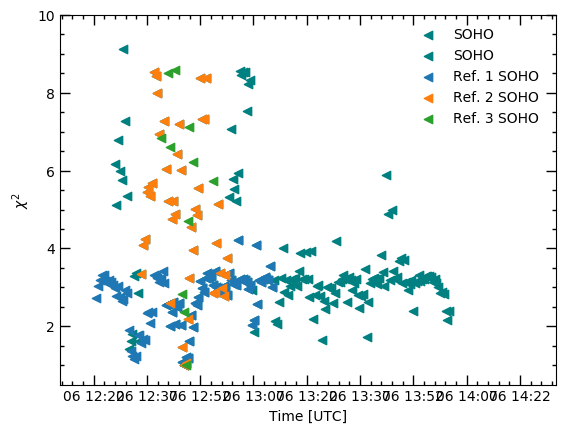 10
8
6
4
2
χ²
SOHO
SOHO
Ref. 1 SOHO
Ref. 2 SOHO
Ref. 3 SOHO
06 12:22 06 12:37 06 12:52 06 13:07 06 13:22 06 13:37 06 13:52 06 14:07 06 14:22
Time [UTC]